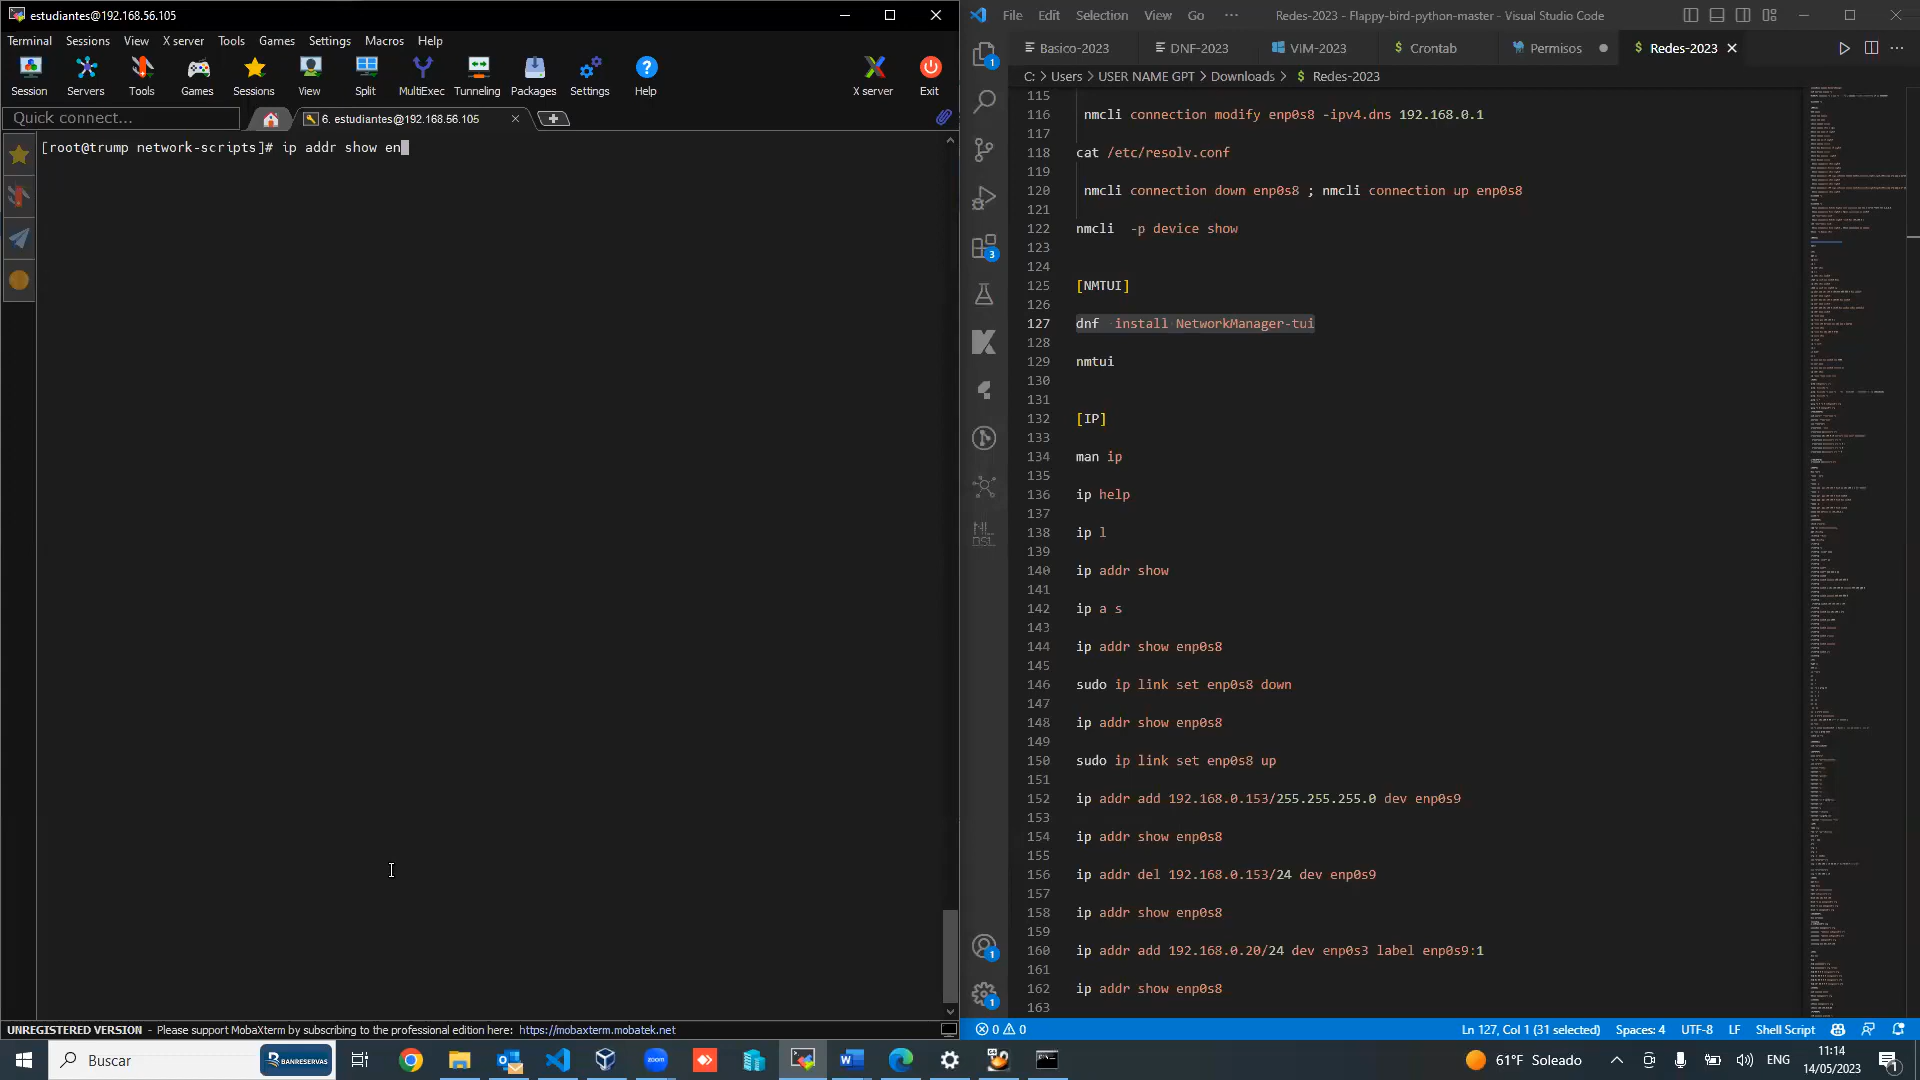 estudiantes@192.168.56.105
Terminal Sessions View X server Tools Games Settings Macros Help
Session Servers Tools Games Sessions View Split MultiExec Tunneling Packages Settings Help X server Exit
Quick connect...
6. estudiantes@192.168.56.105
[root@trump network-scripts]# ip addr show en
UNREGISTERED VERSION - Please support MobaXterm by subscribing to the professional edition here: https://mobaxterm.mobatek.net
File Edit Selection View Go ··· Redes-2023 - Flappy-bird-python-master - Visual Studio Code
Basico-2023 DNF-2023 VIM-2023 Crontab Permisos Redes-2023
C: > Users > USER NAME GPT > Downloads > $ Redes-2023
115
116 nmcli connection modify enp0s8 -ipv4.dns 192.168.0.1
117
118 cat /etc/resolv.conf
119
120 nmcli connection down enp0s8 ; nmcli connection up enp0s8
121
122 nmcli -p device show
123
124
125 [NMTUI]
126
127 dnf install NetworkManager-tui
128
129 nmtui
130
131
132 [IP]
133
134 man ip
135
136 ip help
137
138 ip l
139
140 ip addr show
141
142 ip a s
143
144 ip addr show enp0s8
145
146 sudo ip link set enp0s8 down
147
148 ip addr show enp0s8
149
150 sudo ip link set enp0s8 up
151
152 ip addr add 192.168.0.153/255.255.255.0 dev enp0s9
153
154 ip addr show enp0s8
155
156 ip addr del 192.168.0.153/24 dev enp0s9
157
158 ip addr show enp0s8
159
160 ip addr add 192.168.0.20/24 dev enp0s3 label enp0s9:1
161
162 ip addr show enp0s8
163
0 0 Ln 127, Col 1 (31 selected) Spaces: 4 UTF-8 LF Shell Script
Buscar
BANRESERVAS
zoom
61°F Soleado
ENG
11:14
14/05/2023